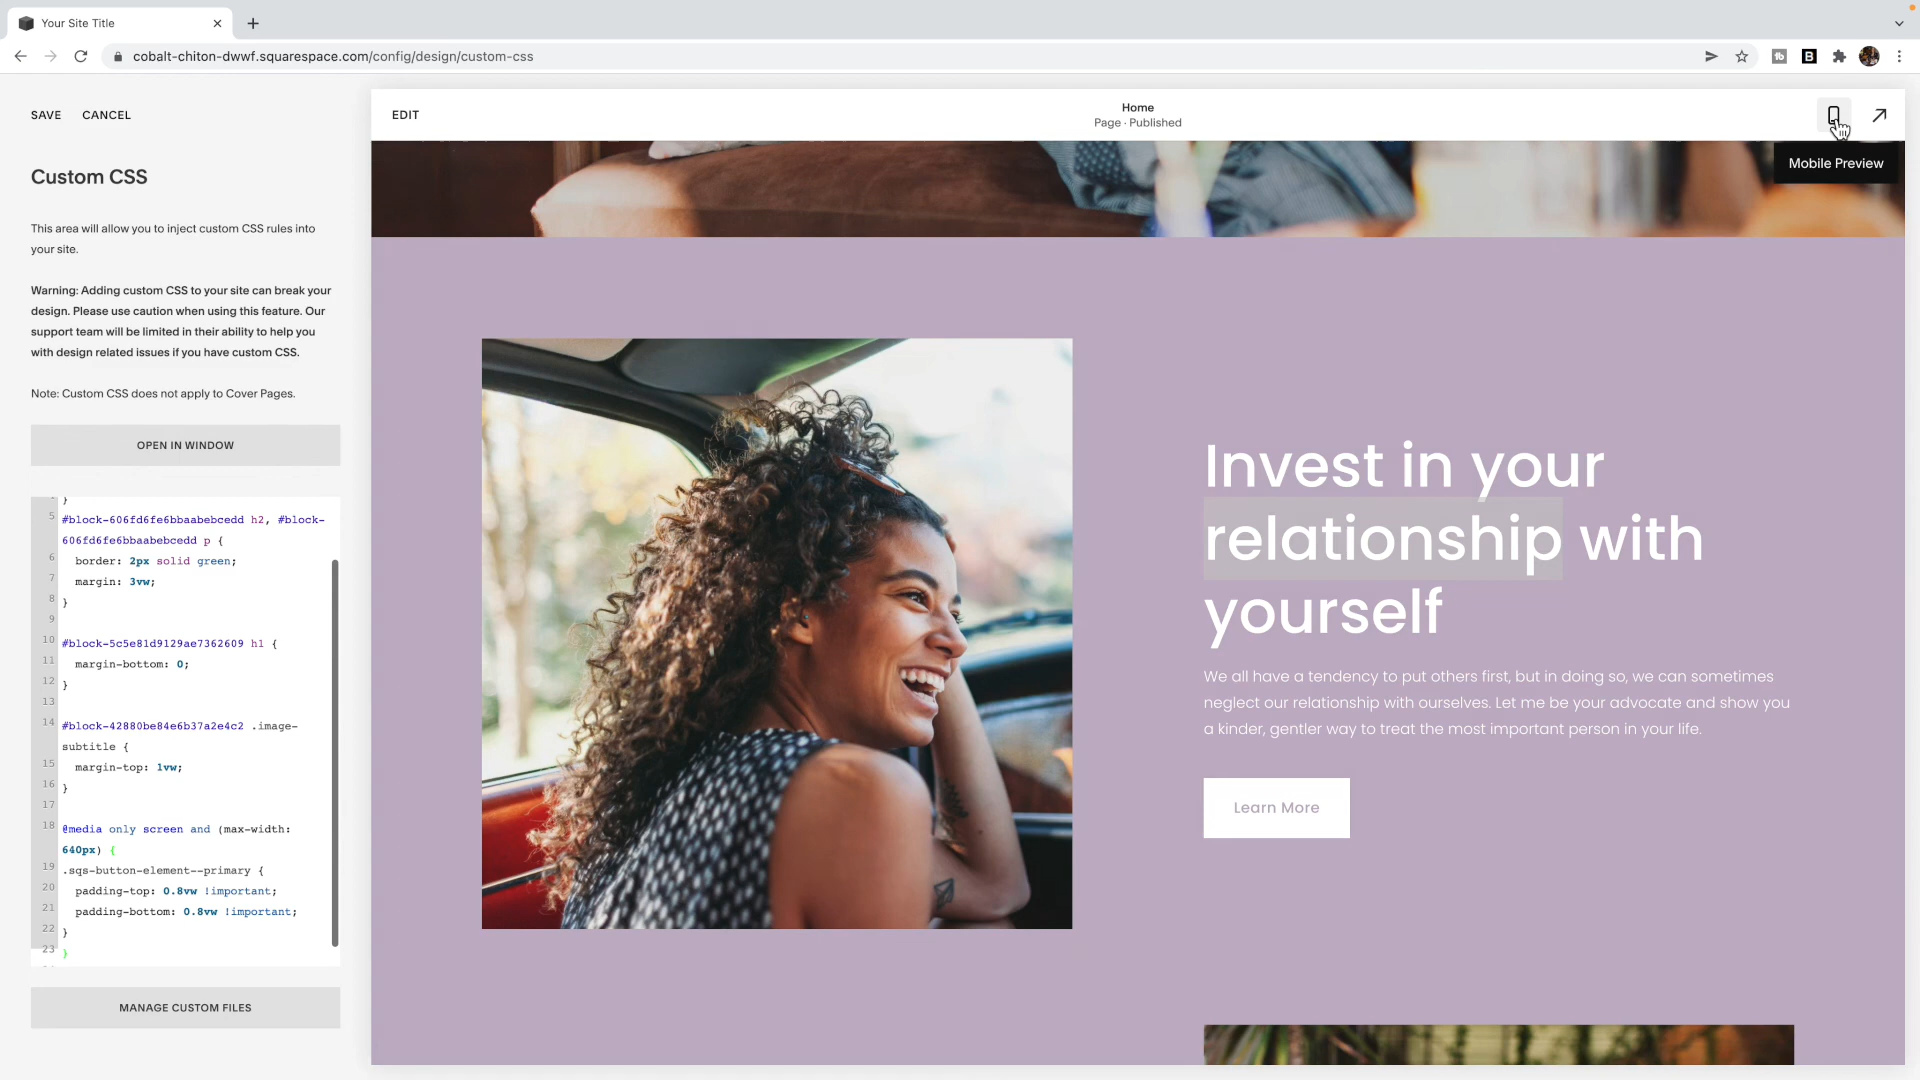 Your Site Title
cobalt-chiton-dwwf.squarespace.com/config/design/custom-css
SAVE CANCEL
EDIT
Home
Page · Published
Mobile Preview
Custom CSS
This area will allow you to inject custom CSS rules into
your site.
Warning: Adding custom CSS to your site can break your
design. Please use caution when using this feature. Our
support team will be limited in their ability to help you
with design related issues if you have custom CSS.
Note: Custom CSS does not apply to Cover Pages.
OPEN IN WINDOW
}
5 #block-606fd6fe6bbaabebcedd h2, #block-
606fd6fe6bbaabebcedd p {
6 border: 2px solid green;
7 margin: 3vw;
8 }
9
10 #block-5c5e81d9129ae7362609 h1 {
11 margin-bottom: 0;
12 }
13
14 #block-42880be84e6b37a2e4c2 .image-
subtitle {
15 margin-top: 1vw;
16 }
17
18 @media only screen and (max-width:
640px) {
19 .sqs-button-element--primary {
20 padding-top: 0.8vw !important;
21 padding-bottom: 0.8vw !important;
22 }
23 }
MANAGE CUSTOM FILES
Invest in your
relationship with
yourself
We all have a tendency to put others first, but in doing so, we can sometimes
neglect our relationship with ourselves. Let me be your advocate and show you
a kinder, gentler way to treat the most important person in your life.
Learn More